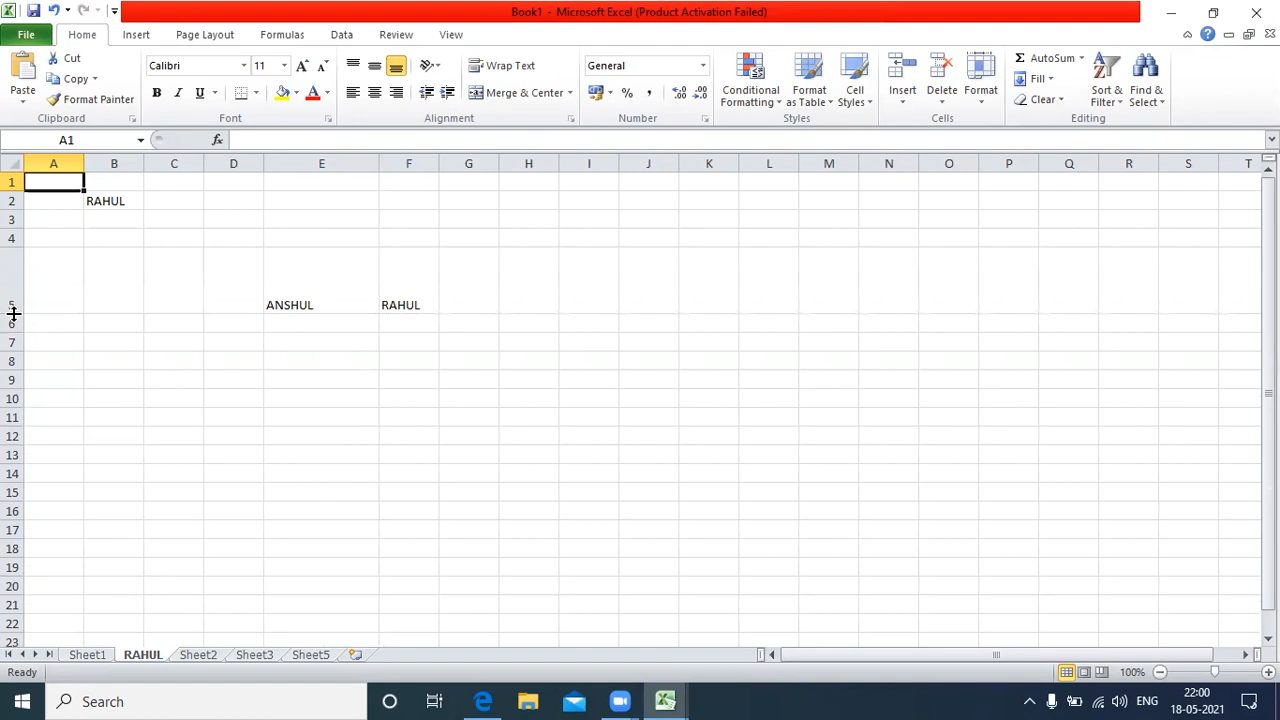 Book1 - Microsoft Excel (Product Activation Failed)
File Home Insert Page Layout Formulas Data Review View
Paste Cut Copy Format Painter Clipboard
Calibri 11 B I U Font
Wrap Text Merge & Center Alignment
General % , .0 .00 .00 .0 Number
Conditional Formatting Format as Table Cell Styles Styles
Insert Delete Format Cells
Σ AutoSum Fill Clear Sort & Filter Find & Select Editing
A1 fx
A B C D E F G H I J K L M N O P Q R S T
1
2 RAHUL
3
4
5 ANSHUL RAHUL
6
7
8
9
10
11
12
13
14
15
16
17
18
19
20
21
22
23
Sheet1 RAHUL Sheet2 Sheet3 Sheet5
Ready 100%
Search ENG 22:00
18-05-2021